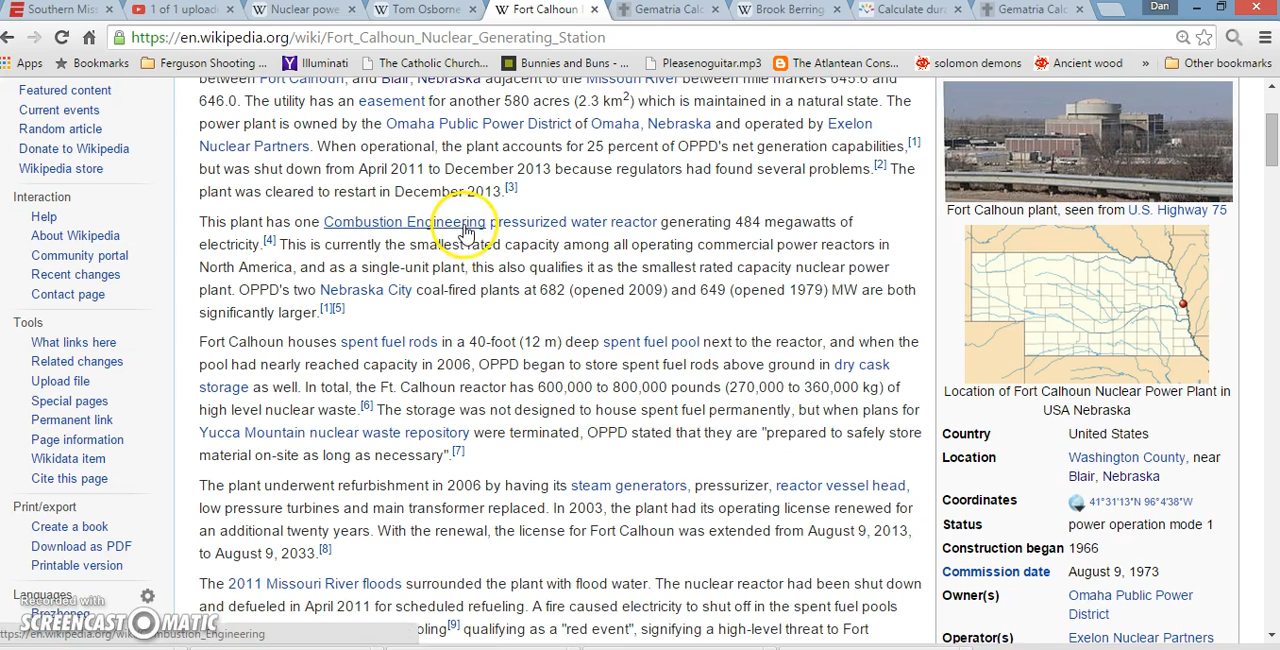 Southern Mis
1 of 1 upload
Nuclear powe
Tom Osborne
Fort Calhoun
Gematria Calc
Brook Berring
Calculate dura
Gematria Calc
Dan
https://en.wikipedia.org/wiki/Fort_Calhoun_Nuclear_Generating_Station
Apps
Bookmarks
Ferguson Shooting ...
Illuminati
The Catholic Church...
Bunnies and Buns - ...
Pleasenoguitar.mp3
The Atlantean Cons...
solomon demons
Ancient wood
»
Other bookmarks
Featured content
Current events
Random article
Donate to Wikipedia
Wikipedia store
Interaction
Help
About Wikipedia
Community portal
Recent changes
Contact page
Tools
What links here
Related changes
Upload file
Special pages
Permanent link
Page information
Wikidata item
Cite this page
Print/export
Create a book
Download as PDF
Printable version
Languages
Brezhoneg
Recorded with
SCREENCAST MATIC
between Fort Calhoun, and Blair, Nebraska adjacent to the Missouri River between mile markers 645.6 and
646.0. The utility has an easement for another 580 acres (2.3 km2) which is maintained in a natural state. The
power plant is owned by the Omaha Public Power District of Omaha, Nebraska and operated by Exelon
Nuclear Partners. When operational, the plant accounts for 25 percent of OPPD's net generation capabilities,[1]
but was shut down from April 2011 to December 2013 because regulators had found several problems.[2] The
plant was cleared to restart in December 2013.[3]
This plant has one Combustion Engineering pressurized water reactor generating 484 megawatts of
electricity.[4] This is currently the smallest rated capacity among all operating commercial power reactors in
North America, and as a single-unit plant, this also qualifies it as the smallest rated capacity nuclear power
plant. OPPD's two Nebraska City coal-fired plants at 682 (opened 2009) and 649 (opened 1979) MW are both
significantly larger.[1][5]
Fort Calhoun houses spent fuel rods in a 40-foot (12 m) deep spent fuel pool next to the reactor, and when the
pool had nearly reached capacity in 2006, OPPD began to store spent fuel rods above ground in dry cask
storage as well. In total, the Ft. Calhoun reactor has 600,000 to 800,000 pounds (270,000 to 360,000 kg) of
high level nuclear waste.[6] The storage was not designed to house spent fuel permanently, but when plans for
Yucca Mountain nuclear waste repository were terminated, OPPD stated that they are "prepared to safely store
material on-site as long as necessary".[7]
The plant underwent refurbishment in 2006 by having its steam generators, pressurizer, reactor vessel head,
low pressure turbines and main transformer replaced. In 2003, the plant had its operating license renewed for
an additional twenty years. With the renewal, the license for Fort Calhoun was extended from August 9, 2013,
to August 9, 2033.[8]
The 2011 Missouri River floods surrounded the plant with flood water. The nuclear reactor had been shut down
and defueled in April 2011 for scheduled refueling. A fire caused electricity to shut off in the spent fuel pools
oling[9] qualifying as a "red event", signifying a high-level threat to Fort
Fort Calhoun plant, seen from U.S. Highway 75
Location of Fort Calhoun Nuclear Power Plant in
USA Nebraska
Country United States
Location Washington County, near
Blair, Nebraska
Coordinates 41°31′13″N 96°4′38″W
Status power operation mode 1
Construction began 1966
Commission date August 9, 1973
Owner(s) Omaha Public Power
District
Operator(s) Exelon Nuclear Partners